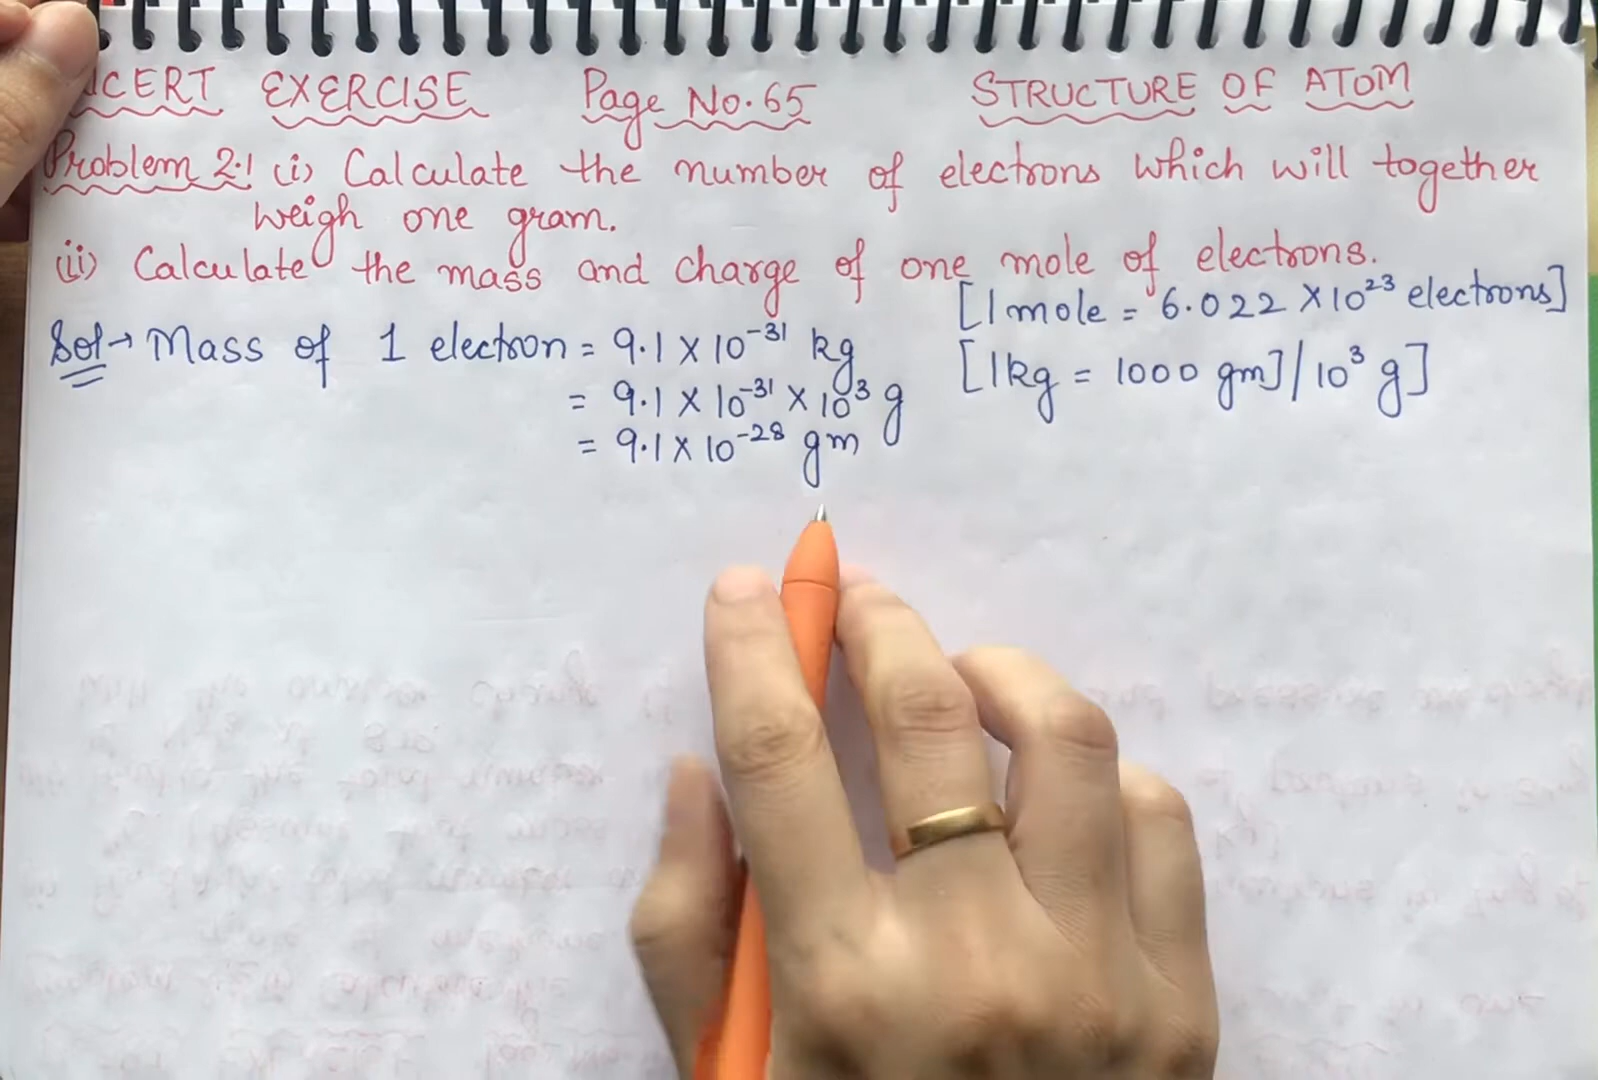 CERT EXERCISE Page No. 65 STRUCTURE OF ATOM
Problem 2.1 (i) Calculate the number of electrons which will together
weigh one gram.
(ii) Calculate the mass and charge of one mole of electrons.
[1 mole = 6.022 × 10²³ electrons]
Sol → Mass of 1 electron = 9.1 × 10⁻³¹ kg [1kg = 1000 gm] / 10³ g]
= 9.1 × 10⁻³¹ × 10³ g
= 9.1 × 10⁻²⁸ gm